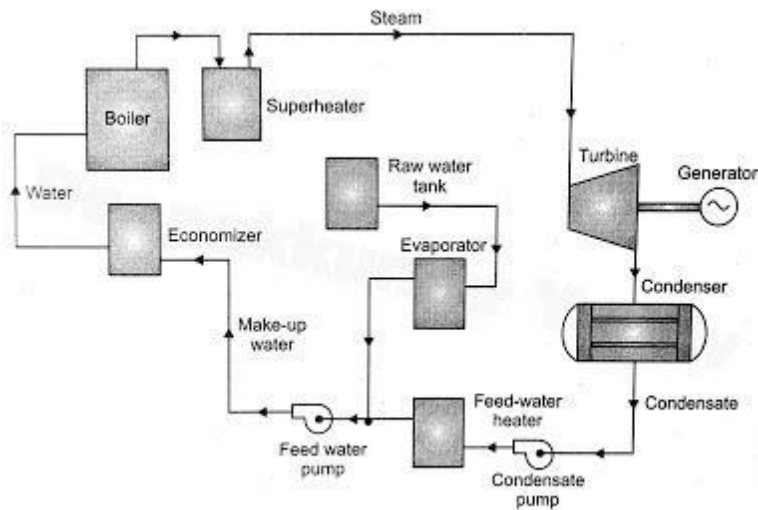 Steam
Boiler
Superheater
Raw water
tank
Turbine
Generator
Water
Economizer
Evaporator
Condenser
Make-up
water
Feed-water
heater
Condensate
Feed water
pump
Condensate
pump